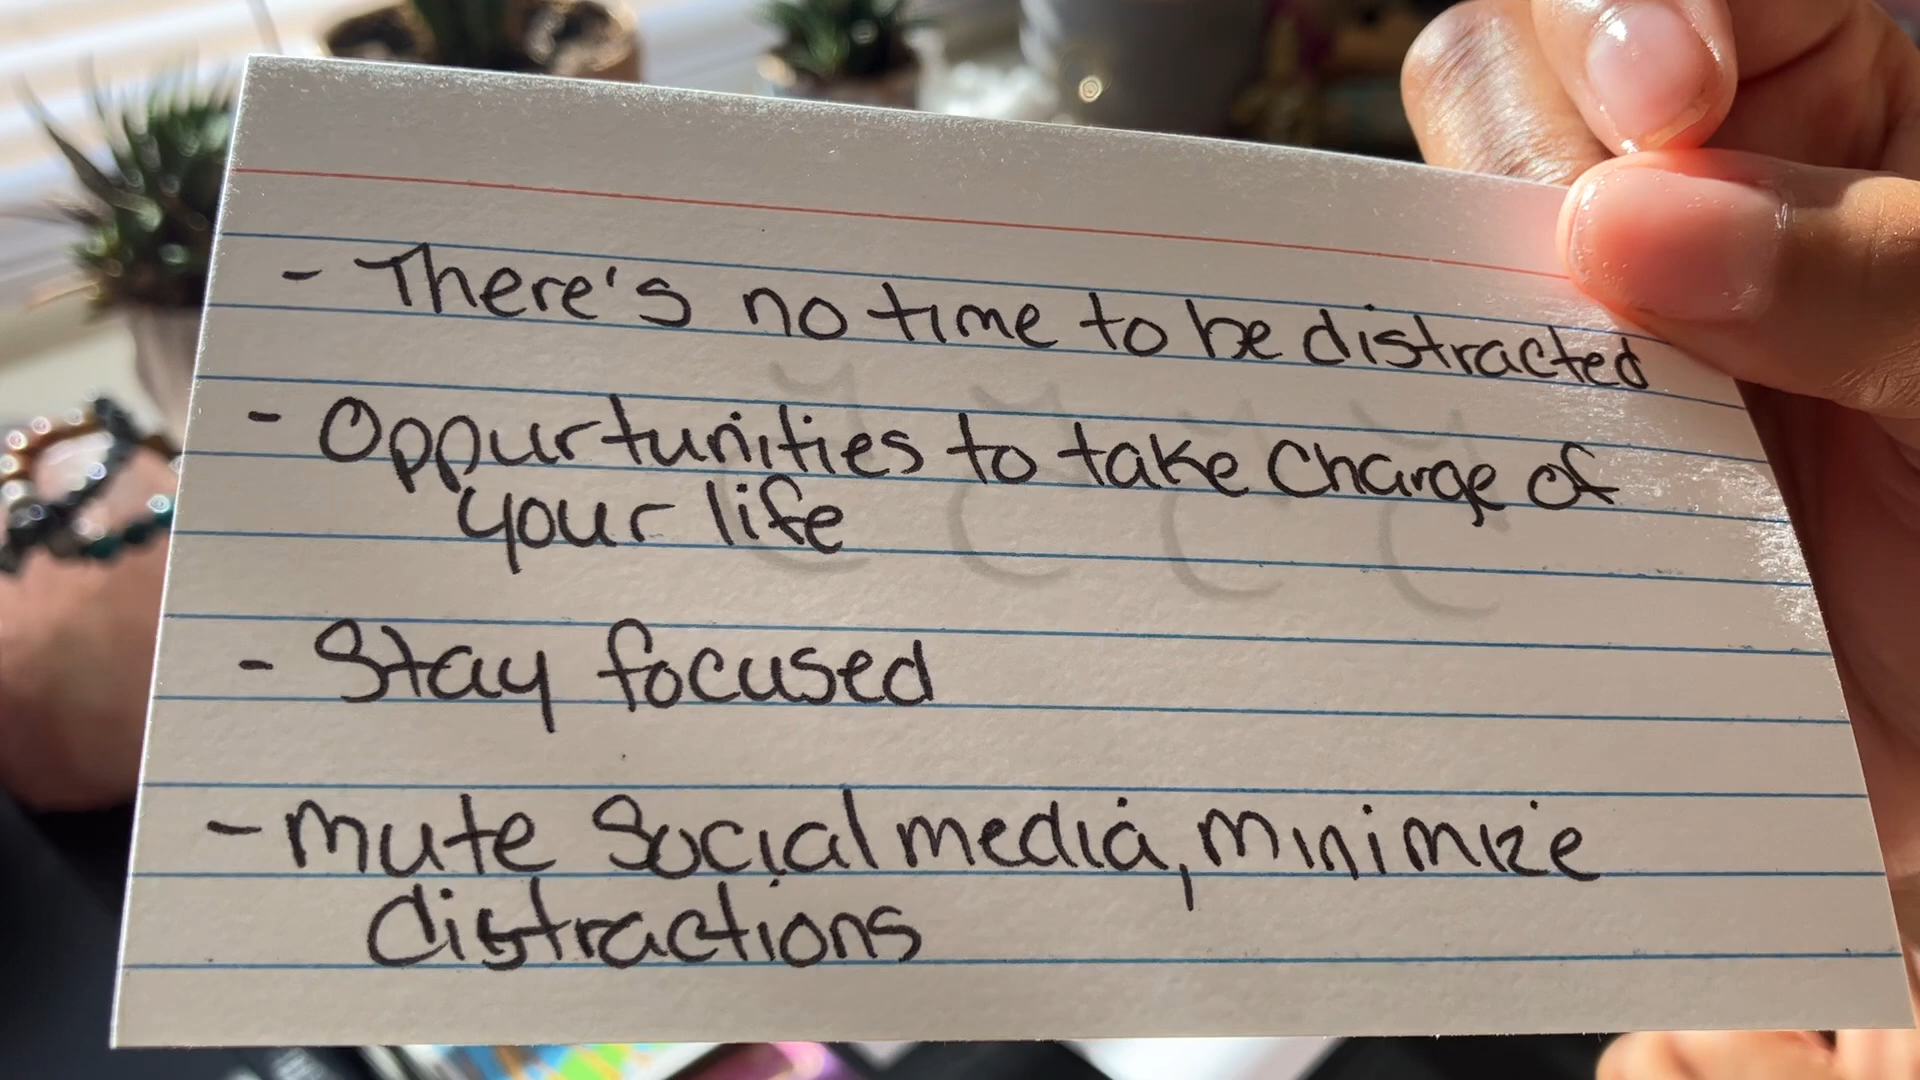 - There's no time to be distracted
- Oppurtunities to take charge of
your life
- Stay focused
- mute social media, minimize
distractions